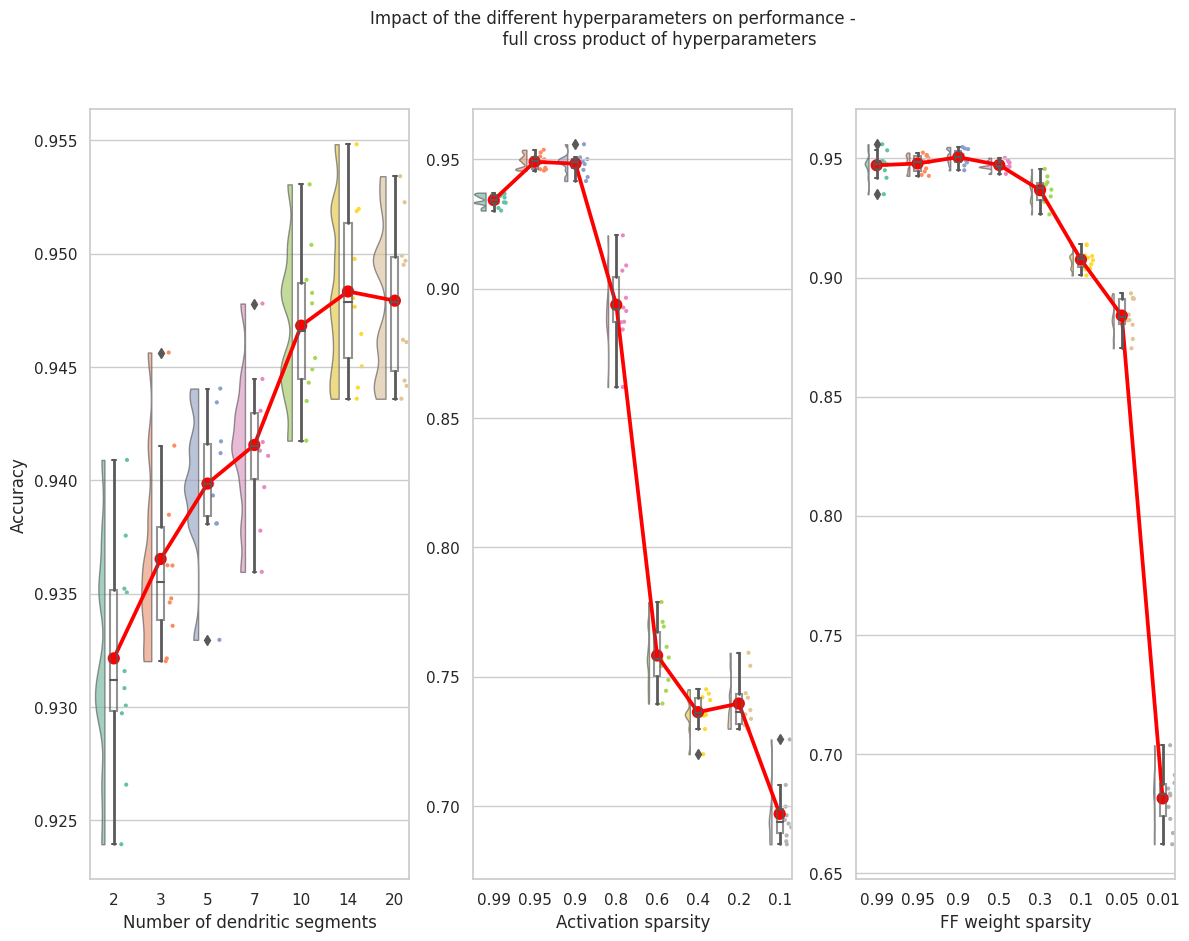 Impact of the different hyperparameters on performance -
full cross product of hyperparameters
Accuracy
0.955
0.950
0.945
0.940
0.935
0.930
0.925
2 3 5 7 10 14 20
Number of dendritic segments
0.95
0.90
0.85
0.80
0.75
0.70
0.99 0.95 0.9 0.8 0.6 0.4 0.2 0.1
Activation sparsity
0.95
0.90
0.85
0.80
0.75
0.70
0.65
0.99 0.95 0.9 0.5 0.3 0.1 0.05 0.01
FF weight sparsity